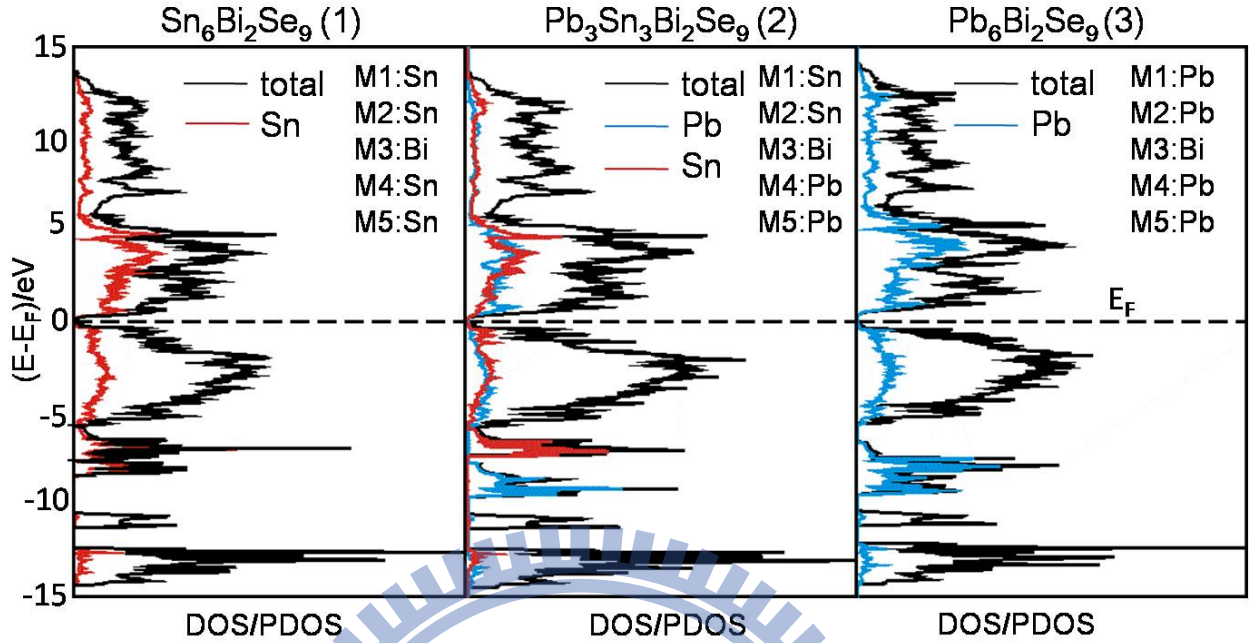 Sn₆Bi₂Se₉ (1)
Pb₃Sn₃Bi₂Se₉ (2)
Pb₆Bi₂Se₉ (3)
(E-E_F)/eV
15
10
5
0
-5
-10
-15
total
Sn
M1:Sn
M2:Sn
M3:Bi
M4:Sn
M5:Sn
total
Pb
Sn
M1:Sn
M2:Sn
M3:Bi
M4:Pb
M5:Pb
total
Pb
M1:Pb
M2:Pb
M3:Bi
M4:Pb
M5:Pb
E_F
DOS/PDOS
DOS/PDOS
DOS/PDOS